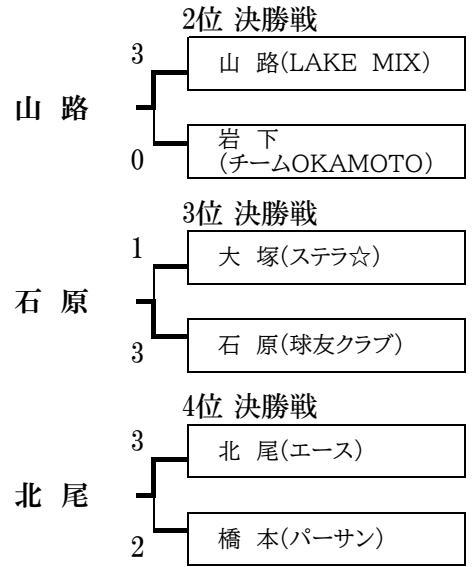 2位 決勝戦
3
山 路(LAKE MIX)
山 路
岩 下
(チームOKAMOTO)
0
3位 決勝戦
1
大 塚(ステラ☆)
石 原
石 原(球友クラブ)
3
4位 決勝戦
3
北 尾(エース)
北 尾
橋 本(パーサン)
2